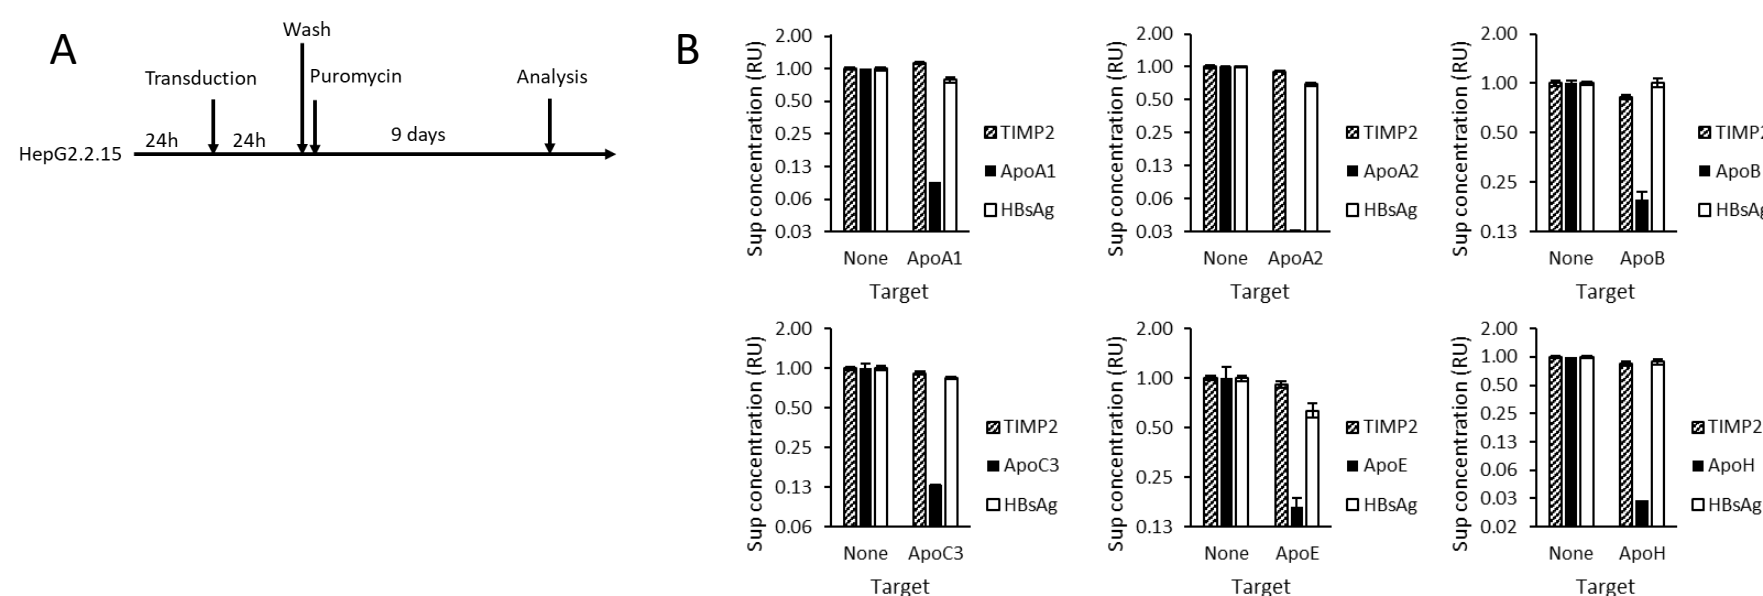 A
Wash
Transduction
Puromycin
Analysis
24h
24h
9 days
HepG2.2.15
B
Sup concentration (RU)
2.00
1.00
0.50
0.25
0.13
0.06
0.03
None ApoA1
Target
TIMP2
ApoA1
HBsAg
Sup concentration (RU)
2.00
1.00
0.50
0.25
0.13
0.06
0.03
None ApoA2
Target
TIMP2
ApoA2
HBsAg
Sup concentration (RU)
2.00
1.00
0.50
0.25
0.13
None ApoB
Target
TIMP2
ApoB
HBsAg
Sup concentration (RU)
2.00
1.00
0.50
0.25
0.13
0.06
None ApoC3
Target
TIMP2
ApoC3
HBsAg
Sup concentration (RU)
2.00
1.00
0.50
0.25
0.13
None ApoE
Target
TIMP2
ApoE
HBsAg
Sup concentration (RU)
2.00
1.00
0.50
0.25
0.13
0.06
0.03
0.02
None ApoH
Target
TIMP2
ApoH
HBsAg